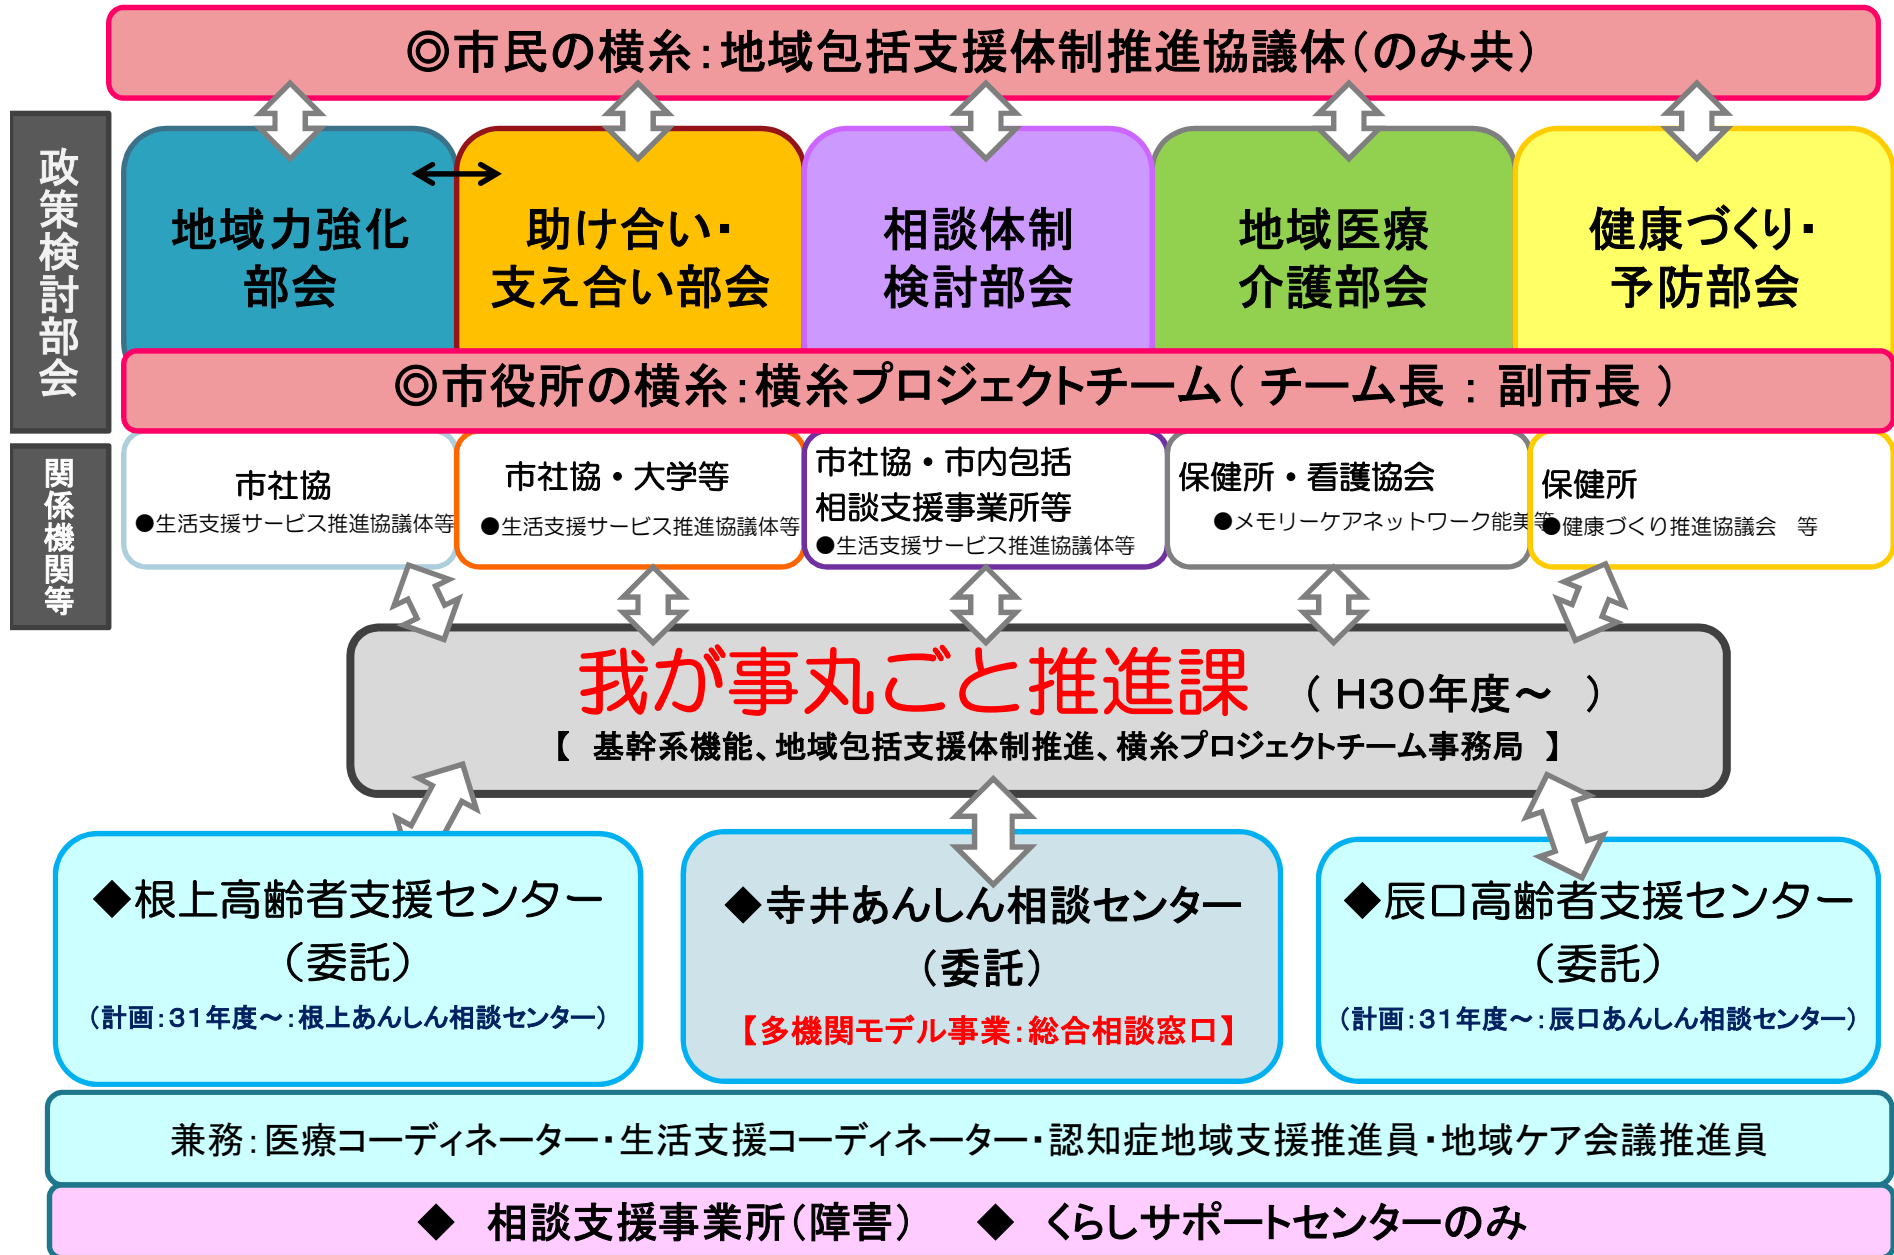 ◎市民の横糸：地域包括支援体制推進協議体（のみ共）
政策検討部会
地域力強化
部会
助け合い・
支え合い部会
相談体制
検討部会
地域医療
介護部会
健康づくり・
予防部会
◎市役所の横糸：横糸プロジェクトチーム（ チーム長 ： 副市長 ）
関係機関等
市社協
●生活支援サービス推進協議体等
市社協・大学等
●生活支援サービス推進協議体等
市社協・市内包括
相談支援事業所等
●生活支援サービス推進協議体等
保健所・看護協会
●メモリーケアネットワーク能美等
保健所
●健康づくり推進協議会　等
我が事丸ごと推進課　（ H30年度～　）
【　基幹系機能、地域包括支援体制推進、横糸プロジェクトチーム事務局　】
◆根上高齢者支援センター
（委託）
（計画：31年度～：根上あんしん相談センター）
◆寺井あんしん相談センター
（委託）
【多機関モデル事業：総合相談窓口】
◆辰口高齢者支援センター
（委託）
（計画：31年度～：辰口あんしん相談センター）
兼務：医療コーディネーター・生活支援コーディネーター・認知症地域支援推進員・地域ケア会議推進員
◆　相談支援事業所（障害）　　◆　くらしサポートセンターのみ